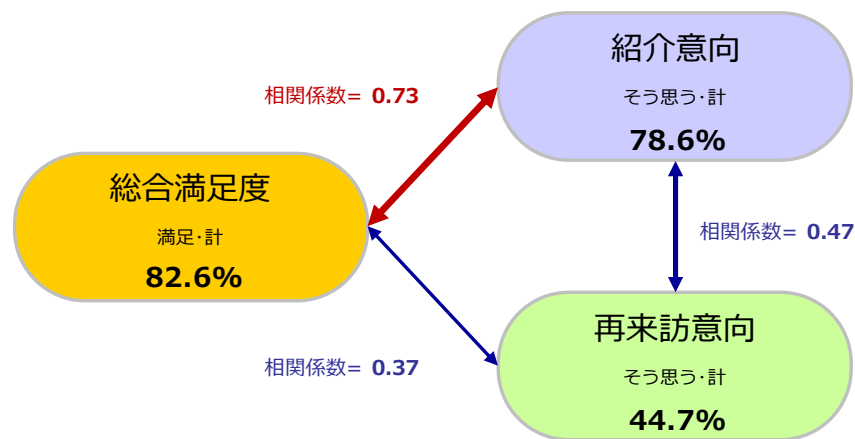 紹介意向
そう思う･計
78.6%
相関係数= 0.73
総合満足度
満足･計
82.6%
相関係数= 0.47
相関係数= 0.37
再来訪意向
そう思う･計
44.7%